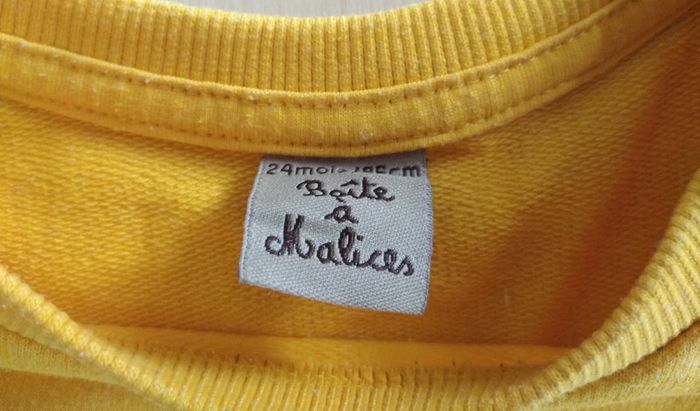 24mois
Boîte
à
Malices